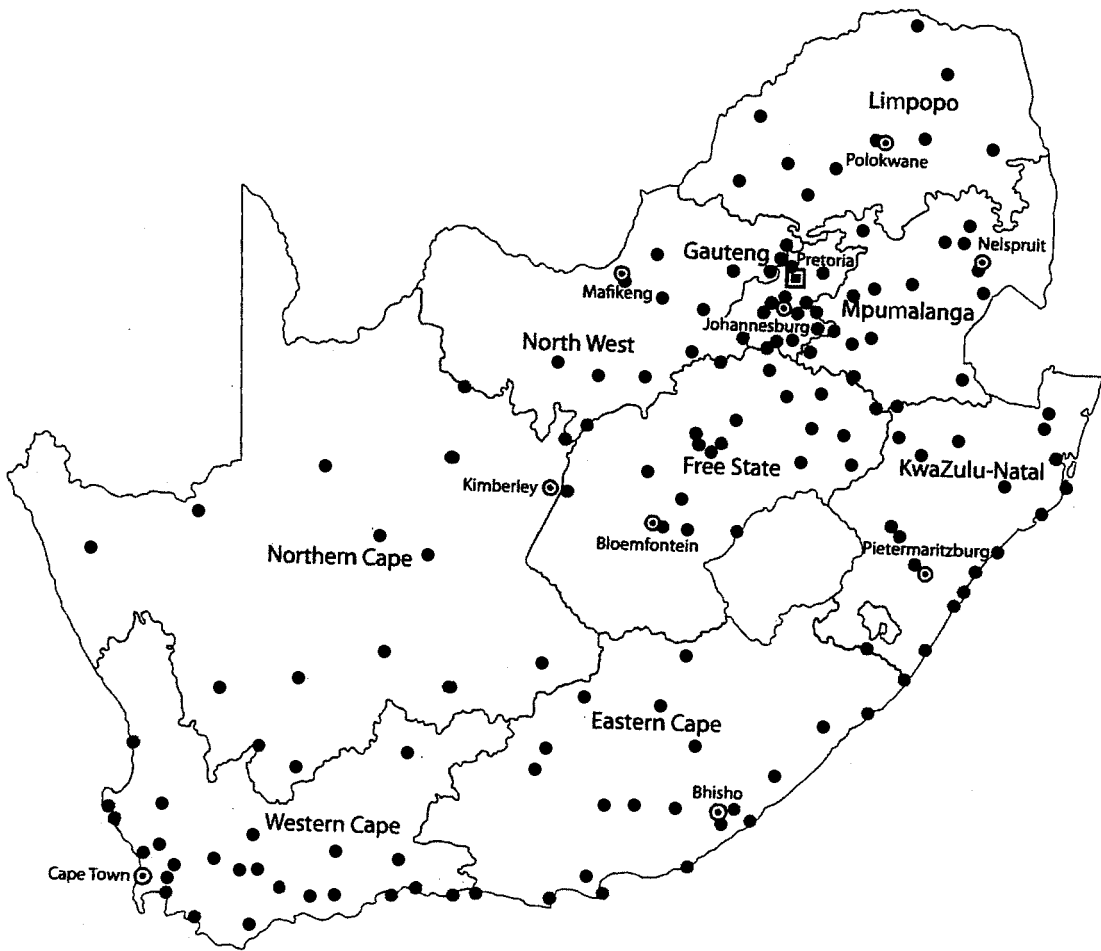 Limpopo
Polokwane
Gauteng
Pretoria
Nelspruit
Mafikeng
Mpumalanga
Johannesburg
North West
Free State
KwaZulu-Natal
Kimberley
Bloemfontein
Pietermaritzburg
Northern Cape
Eastern Cape
Bhisho
Western Cape
Cape Town